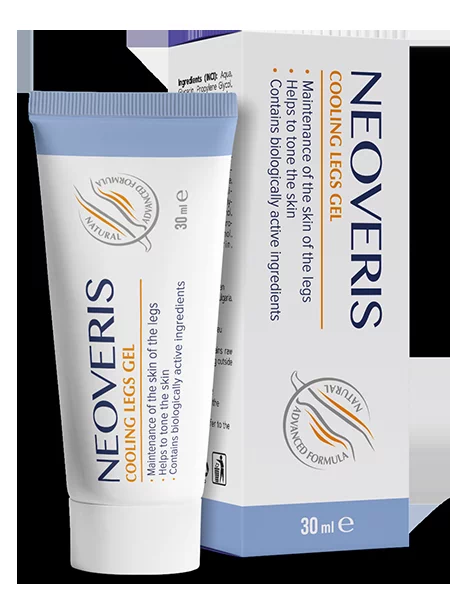 NATURAL
ADVANCED FORMULA
30 ml e
NEOVERIS
COOLING LEGS GEL
• Maintenance of the skin of the legs
• Helps to tone the skin
• Contains biologically active ingredients
Ingredients (INCI): Aqua,
Glycerin, Propylene Glycol,
NEOVERIS
COOLING LEGS GEL
• Maintenance of the skin of the legs
• Helps to tone the skin
• Contains biologically active ingredients
NATURAL
ADVANCED FORMULA
30 ml e